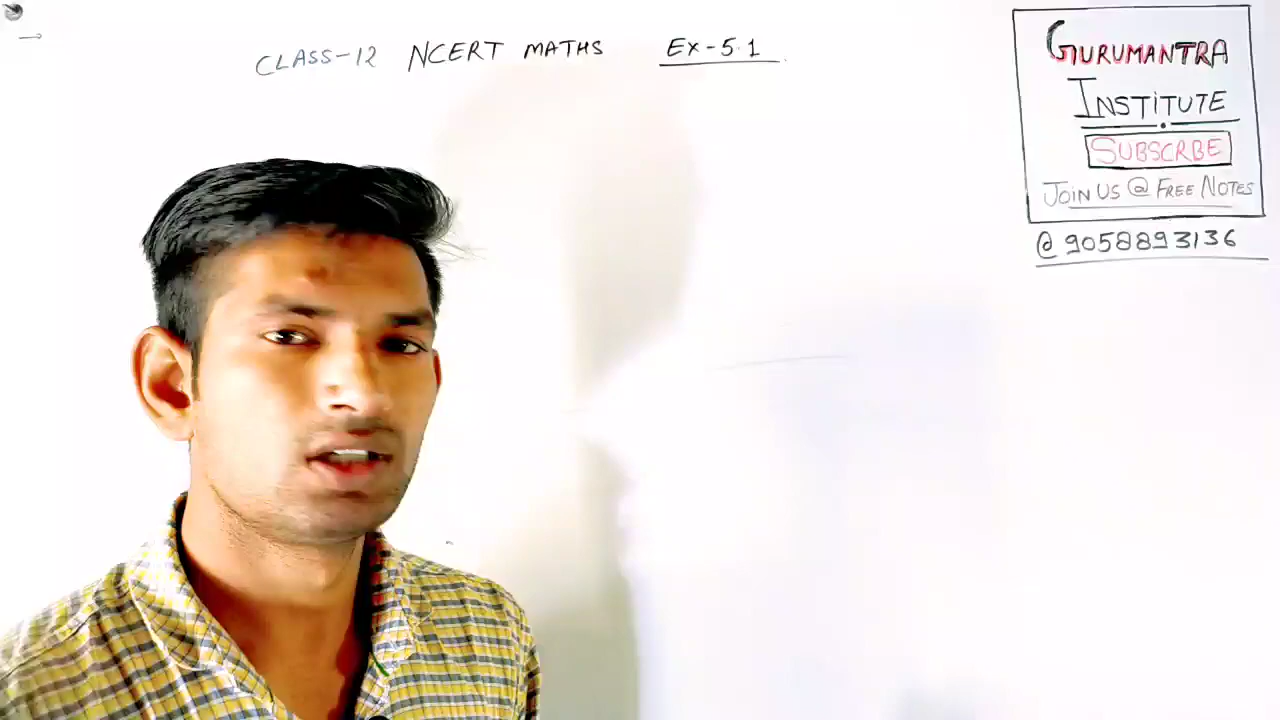 CLASS-12 NCERT MATHS EX-5.1
GURUMANTRA
INSTITUTE
SUBSCRBE
JOIN US @ FREE NOTES
@ 9058893136